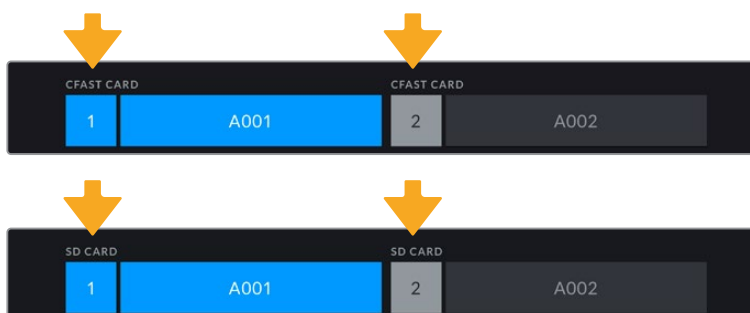 CFAST CARD CFAST CARD
1 A001 2 A002
SD CARD SD CARD
1 A001 2 A002